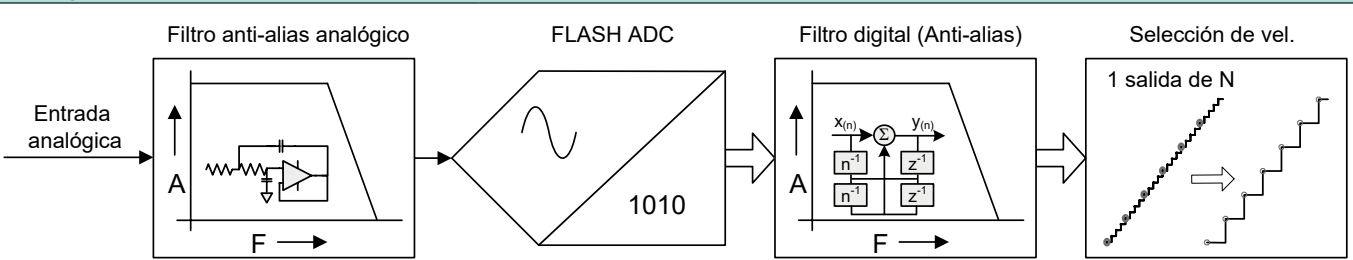 Filtro anti-alias analógico
FLASH ADC
Filtro digital (Anti-alias)
Selección de vel.
Entrada
analógica
A
F
1010
A
F
x(n)
Σ
y(n)
n-1
z-1
n-1
z-1
1 salida de N